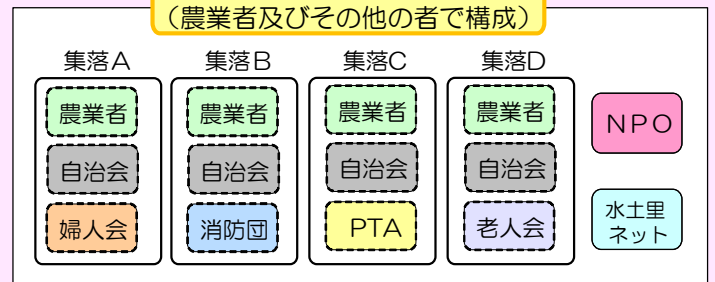 （農業者及びその他の者で構成）
集落A 集落B 集落C 集落D
農業者 農業者 農業者 農業者
NPO
自治会 自治会 自治会 自治会
婦人会 消防団 PTA 老人会
水土里
ネット